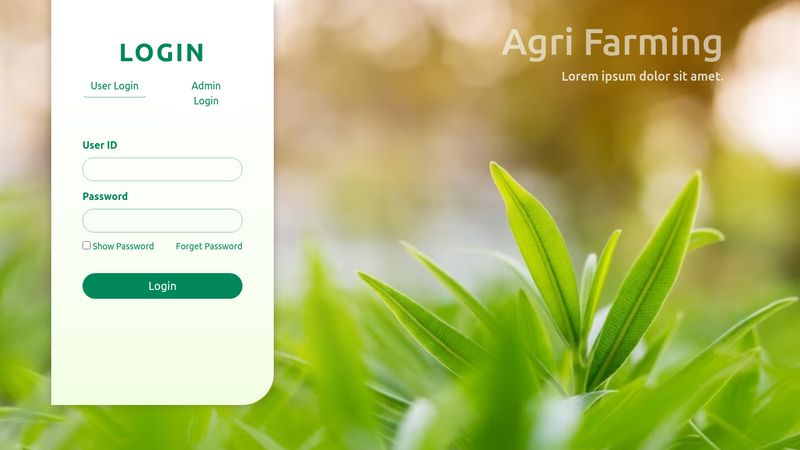 LOGIN
User Login
Admin
Login
User ID
Password
Show Password
Forget Password
Login
Agri Farming
Lorem ipsum dolor sit amet.